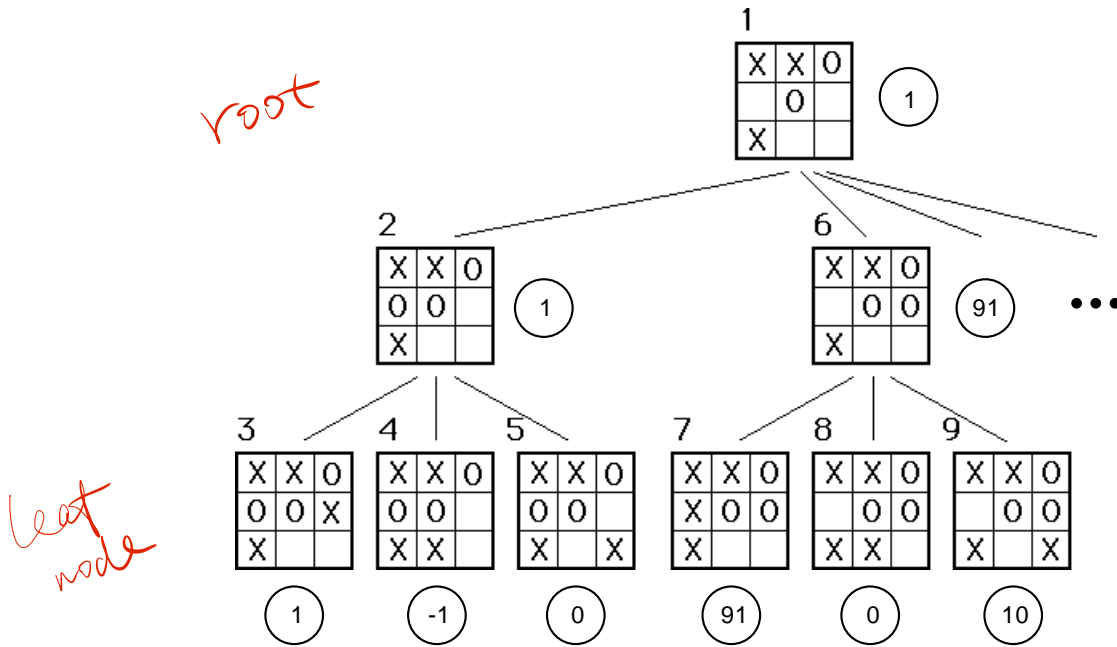 1
X X O
root
O
1
X
2
6
X X O
X X O
O O
1
O O
91
X
X
3 4 5 7 8 9
X X O X X O X X O X X O X X O X X O
O O X O O O O X O O O O O O
X X X X X X X X X X
leaf
node
1 -1 0 91 0 10